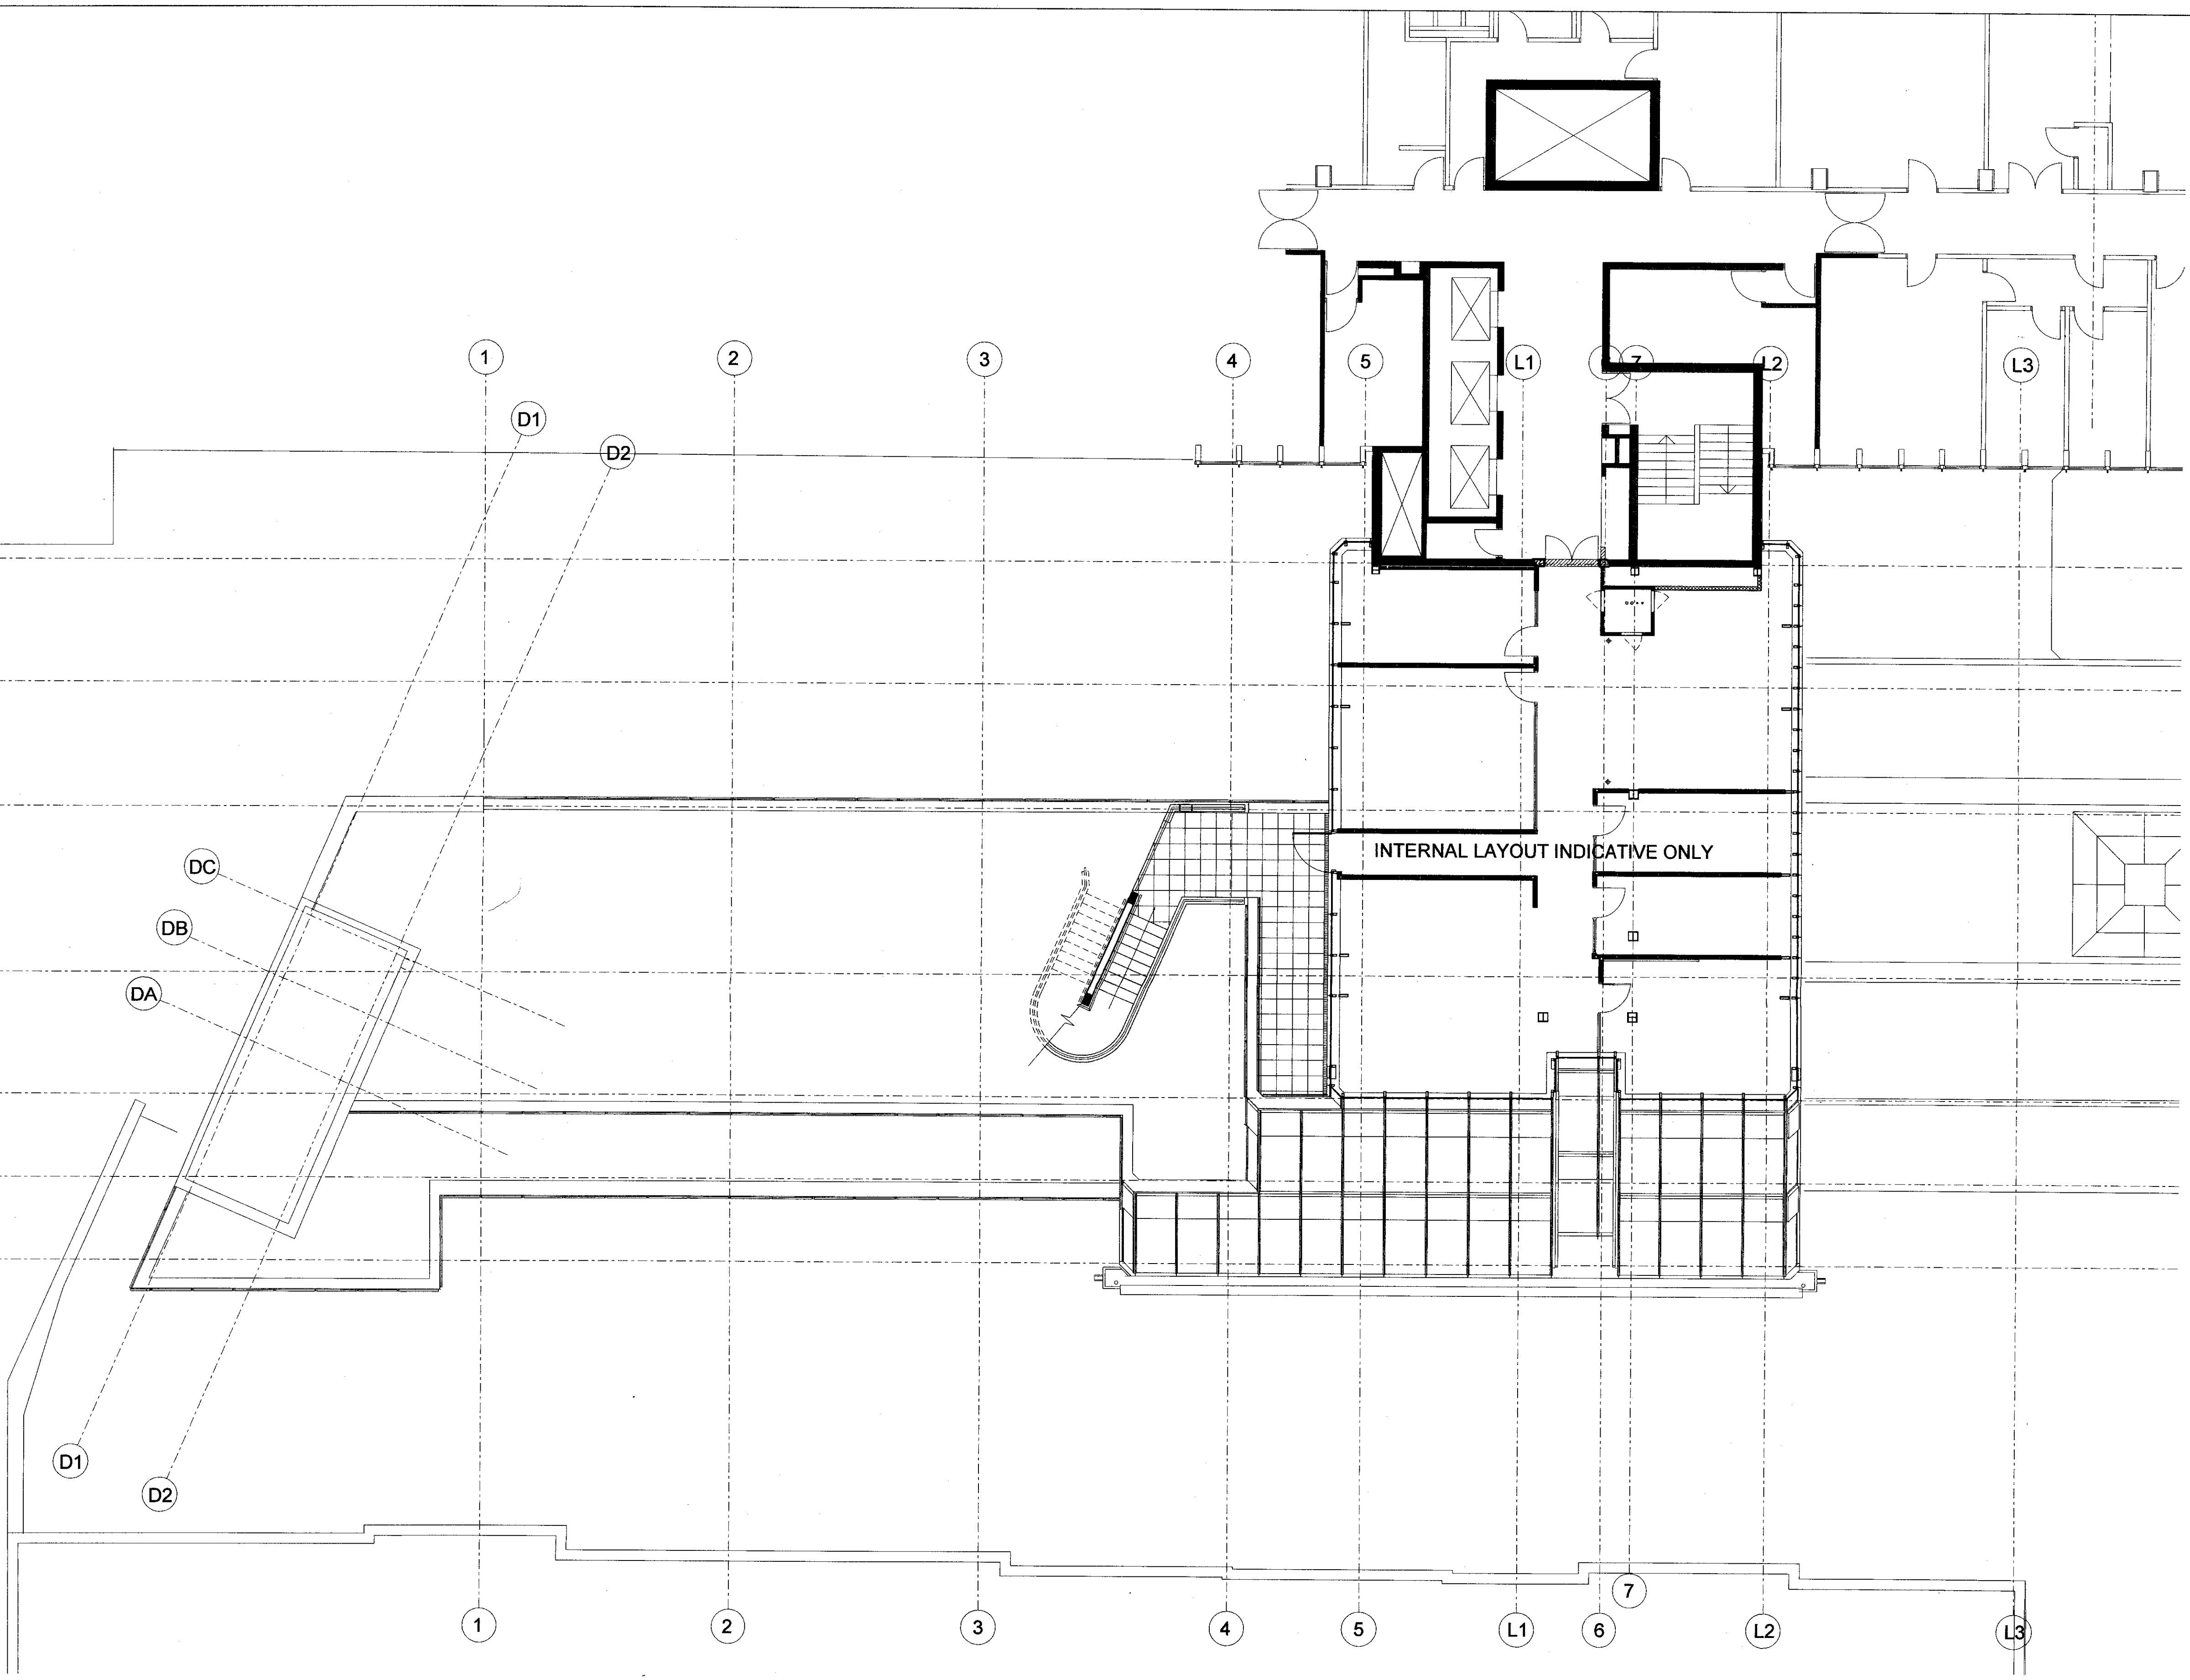 1
2
3
4
5
L1
7
L2
L3
D1
D2
INTERNAL LAYOUT INDICATIVE ONLY
DC
DB
DA
D1
D2
7
1
2
3
4
5
L1
6
L2
L3